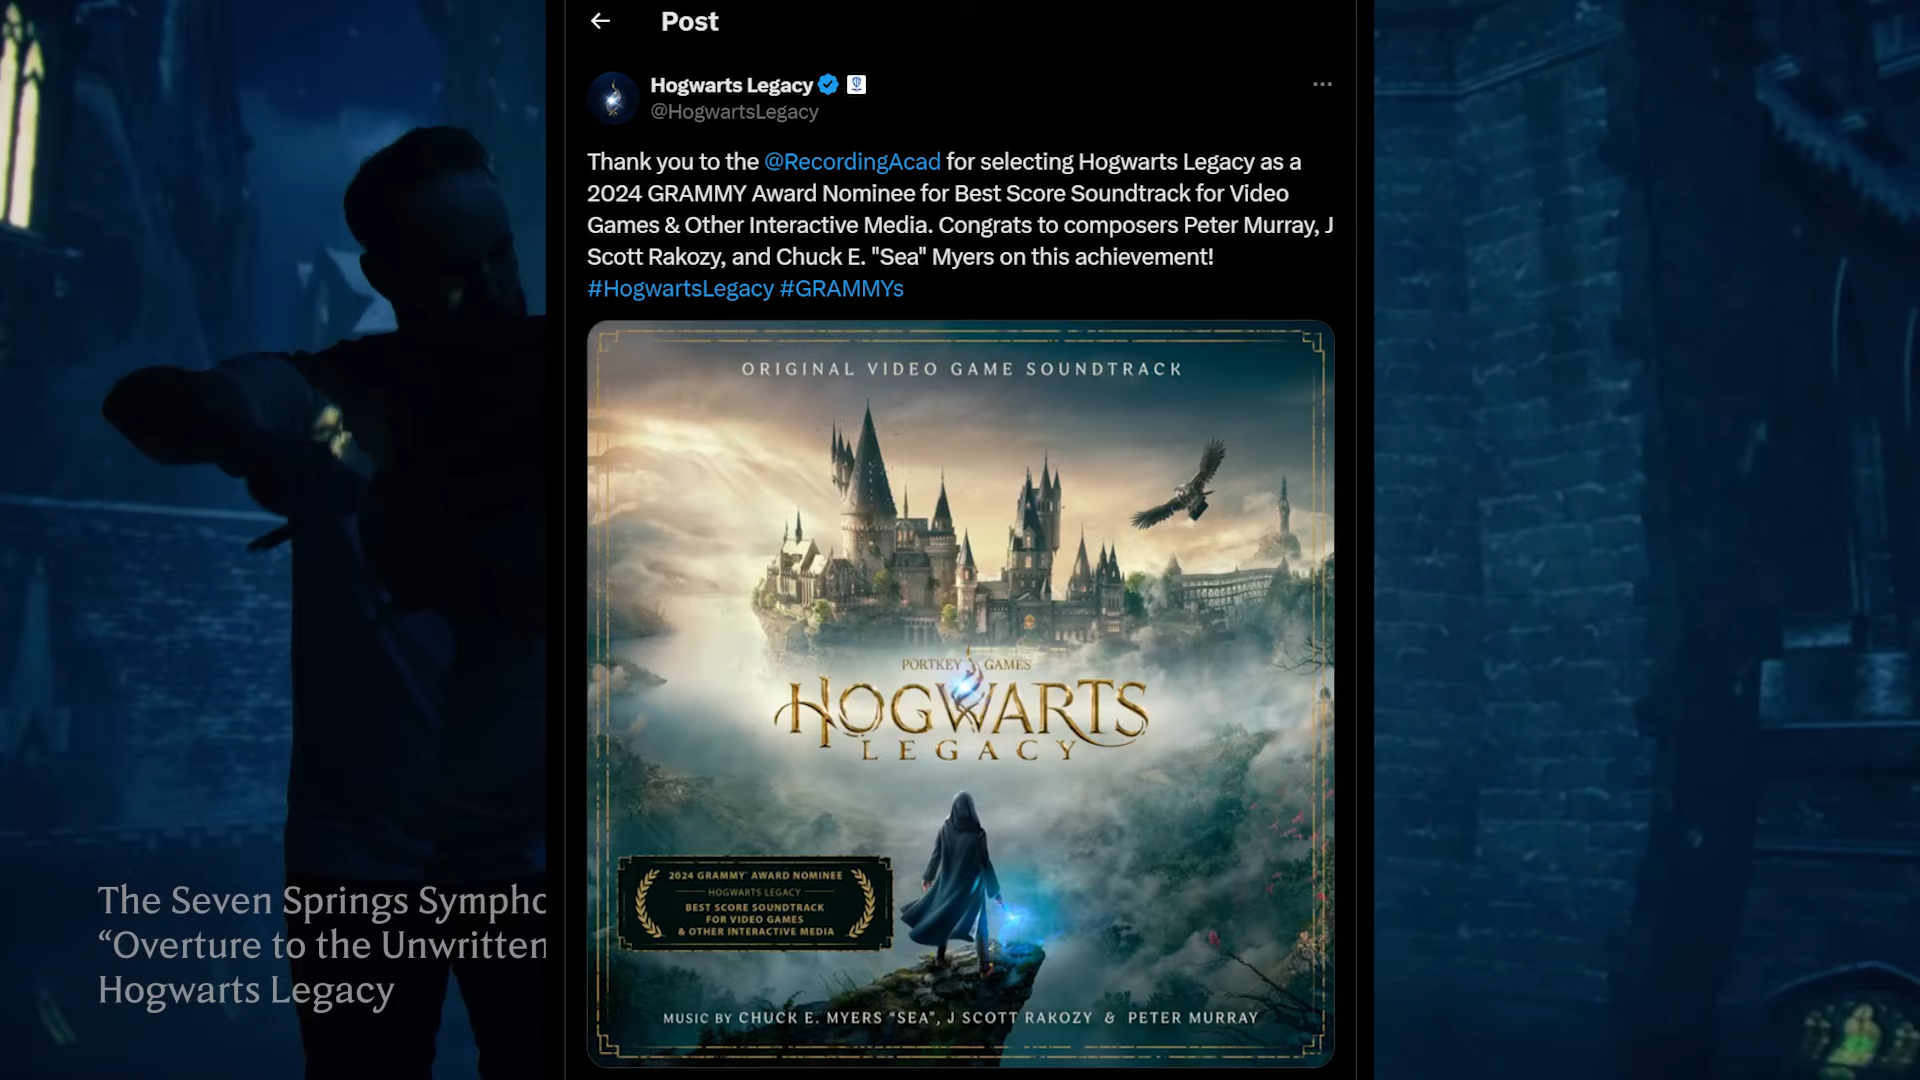 Post
Hogwarts Legacy
@HogwartsLegacy
Thank you to the @RecordingAcad for selecting Hogwarts Legacy as a
2024 GRAMMY Award Nominee for Best Score Soundtrack for Video
Games & Other Interactive Media. Congrats to composers Peter Murray, J
Scott Rakozy, and Chuck E. "Sea" Myers on this achievement!
#HogwartsLegacy #GRAMMYs
ORIGINAL VIDEO GAME SOUNDTRACK
PORTKEY GAMES
HOGWARTS
LEGACY
2024 GRAMMY® AWARD NOMINEE
HOGWARTS LEGACY
BEST SCORE SOUNDTRACK
FOR VIDEO GAMES
& OTHER INTERACTIVE MEDIA
MUSIC BY CHUCK E. MYERS “SEA”, J SCOTT RAKOZY & PETER MURRAY
The Seven Springs Sympho
“Overture to the Unwritten
Hogwarts Legacy